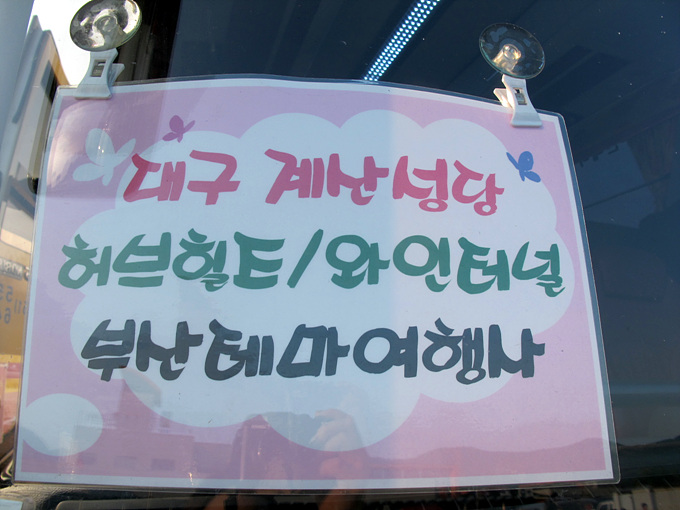 대구 계산성당
허브힐드/와인터널
부산테마여행사